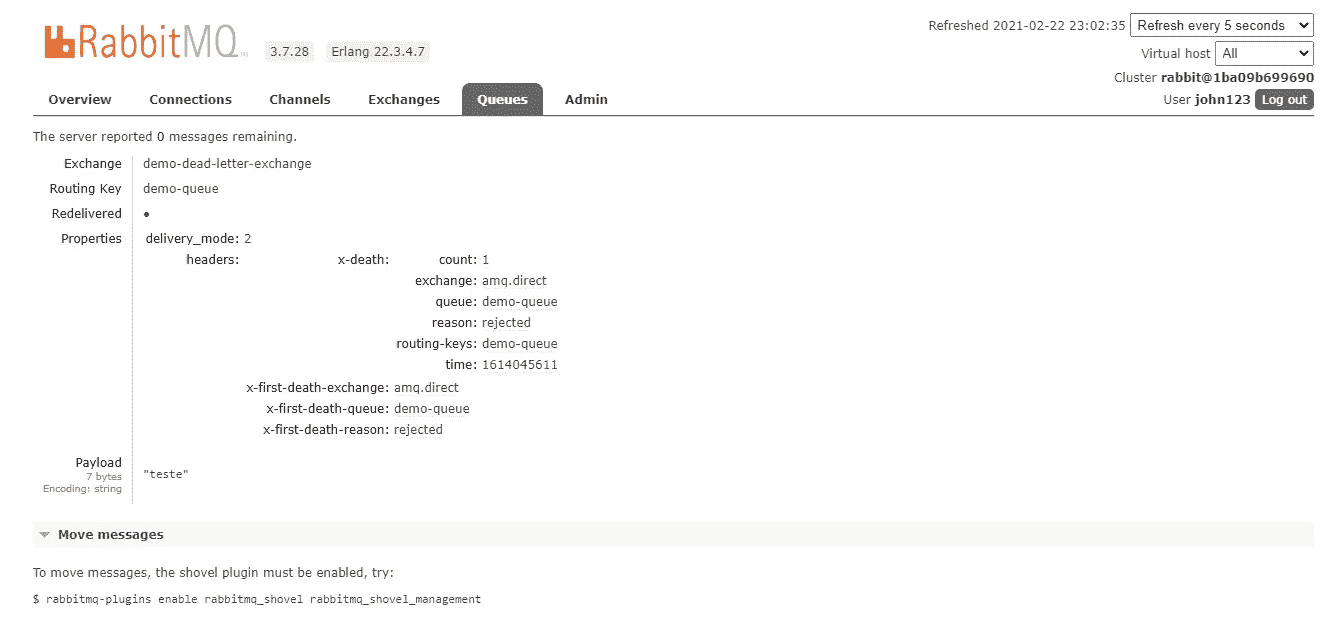 RabbitMQ TM 3.7.28 Erlang 22.3.4.7
Refreshed 2021-02-22 23:02:35 Refresh every 5 seconds
Virtual host All
Cluster rabbit@1ba09b699690
User john123 Log out
Overview Connections Channels Exchanges Queues Admin
The server reported 0 messages remaining.
Exchange demo-dead-letter-exchange
Routing Key demo-queue
Redelivered ●
Properties delivery_mode: 2
headers: x-death: count: 1
exchange: amq.direct
queue: demo-queue
reason: rejected
routing-keys: demo-queue
time: 1614045611
x-first-death-exchange: amq.direct
x-first-death-queue: demo-queue
x-first-death-reason: rejected
Payload
7 bytes
Encoding: string
"teste"
Move messages
To move messages, the shovel plugin must be enabled, try:
$ rabbitmq-plugins enable rabbitmq_shovel rabbitmq_shovel_management